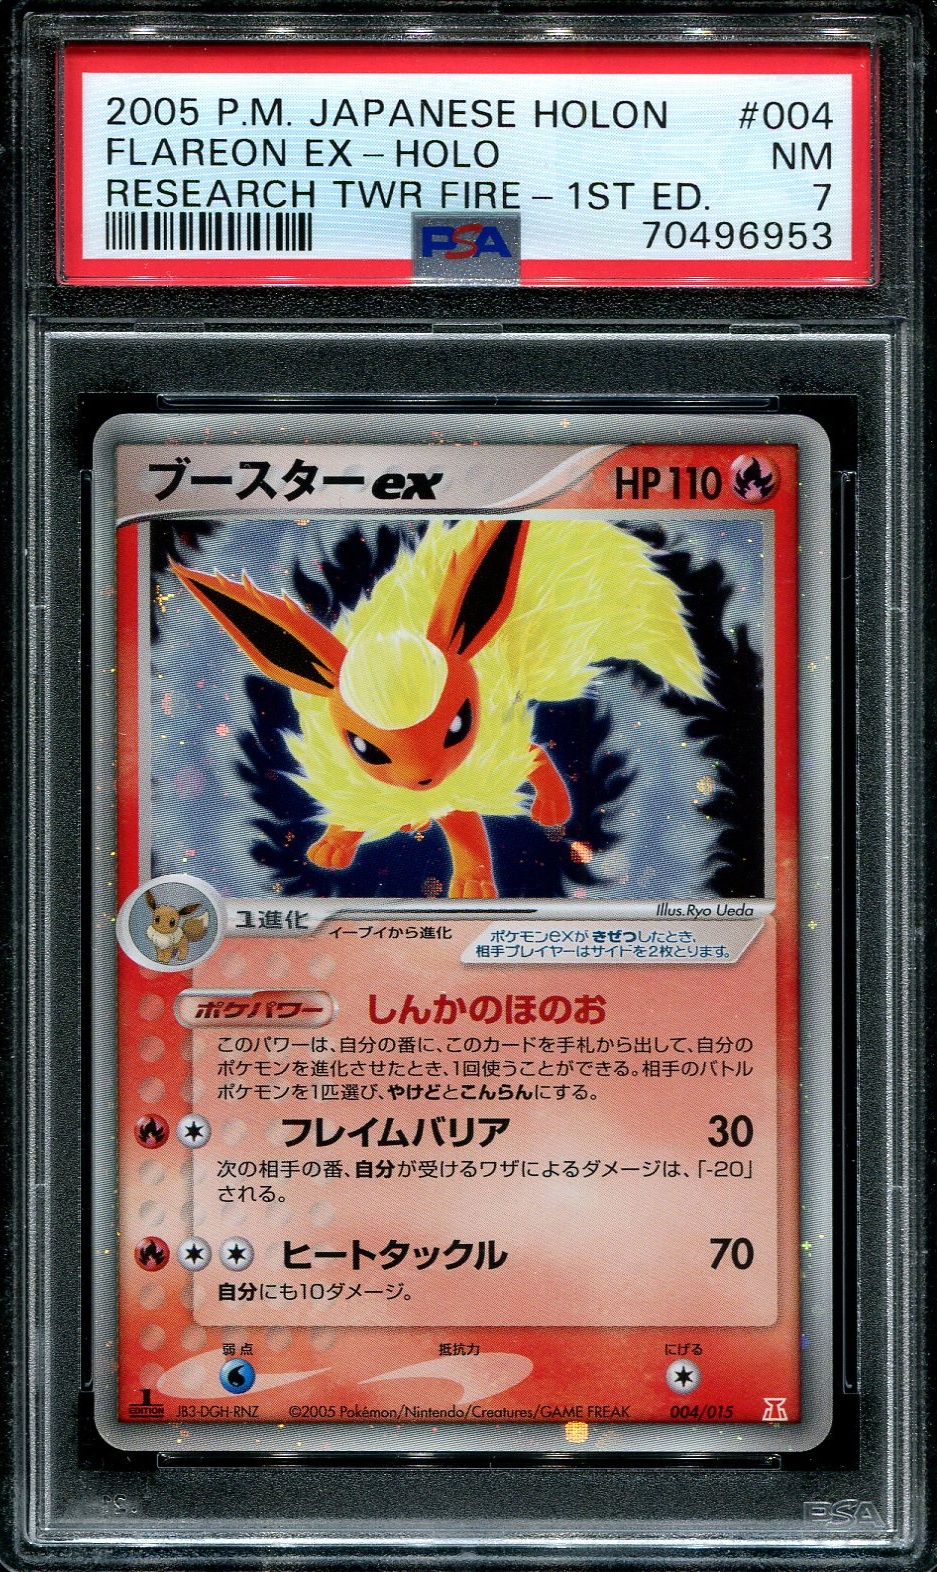 2005 P.M. JAPANESE HOLON #004
FLAREON EX - HOLO NM
RESEARCH TWR FIRE - 1ST ED. 7
PSA 70496953
ブースターex HP110
1進化
Illus.Ryo Ueda
イーブイから進化
ポケモンexがきぜつしたとき、
相手プレイヤーはサイドを2枚とります。
ポケパワー しんかのほのお
このパワーは、自分の番に、このカードを手札から出して、自分の
ポケモンを進化させたとき、1回使うことができる。相手のバトル
ポケモンを1匹選び、やけどとこんらんにする。
フレイムバリア 30
次の相手の番、自分が受けるワザによるダメージは、「-20」
される。
ヒートタックル 70
自分にも10ダメージ。
弱点 抵抗力 にげる
1 EDITION JB3-DGH-RNZ ©2005 Pokémon/Nintendo/Creatures/GAME FREAK 004/015
PSA